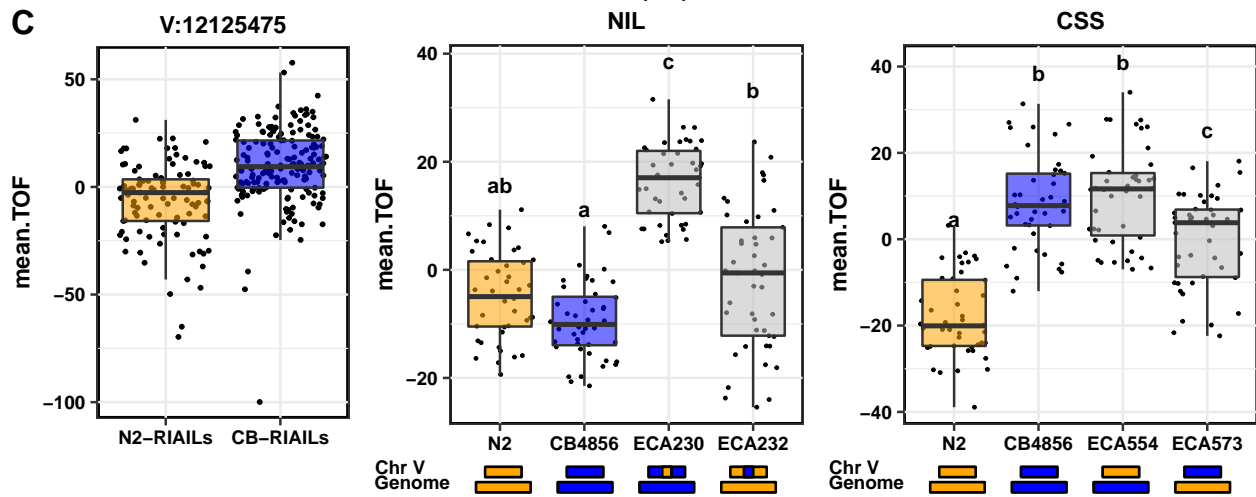 C
V:12125475
mean.TOF
50
0
−50
−100
N2−RIAILs CB−RIAILs
NIL
mean.TOF
40
20
0
−20
ab
a
c
b
N2 CB4856 ECA230 ECA232
Chr V
Genome
CSS
mean.TOF
40
20
0
−20
−40
a
b
b
c
N2 CB4856 ECA554 ECA573
Chr V
Genome